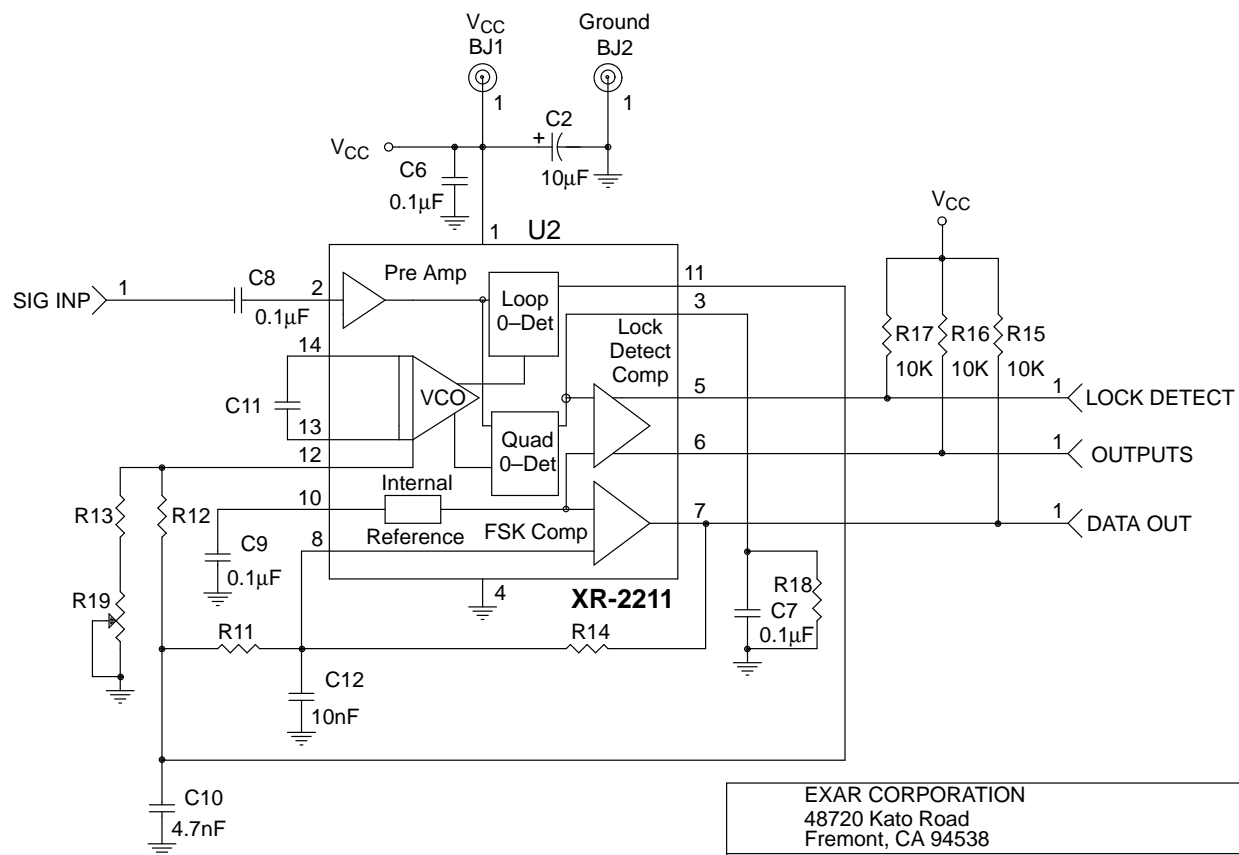 VCC
BJ1
1
Ground
BJ2
1
VCC
C6
0.1μF
+
C2
10μF
1
U2
VCC
SIG INP
1
C8
0.1μF
2
Pre Amp
Loop
0–Det
11
3
Lock
Detect
Comp
R17
10K
R16
10K
R15
10K
14
C11
13
VCO
12
Quad
0–Det
5
1
LOCK DETECT
6
1
OUTPUTS
R13
R12
10
Internal
Reference
FSK Comp
7
1
DATA OUT
C9
0.1μF
8
4
XR-2211
R19
R11
R14
R18
C7
0.1μF
C12
10nF
C10
4.7nF
EXAR CORPORATION
48720 Kato Road
Fremont, CA 94538